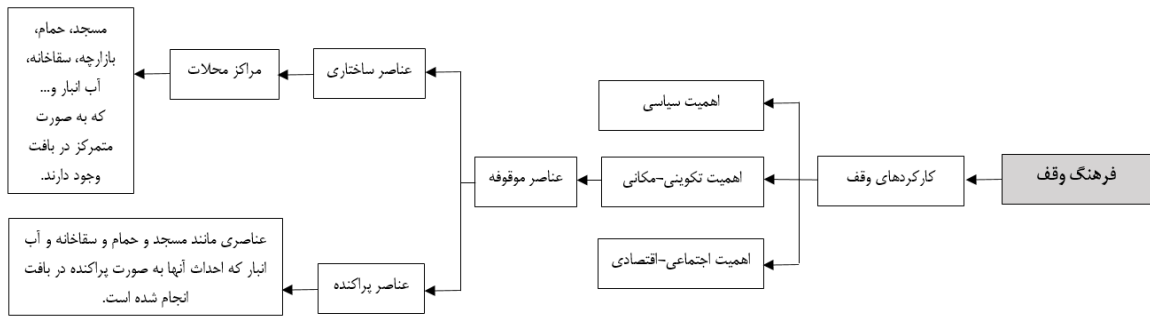 فرهنگ وقف
کارکردهای وقف
اهمیت سیاسی
اهمیت تکوینی-مکانی
اهمیت اجتماعی-اقتصادی
عناصر موقوفه
عناصر ساختاری
مراکز محلات
مسجد، حمام،
بازارچه، سقاخانه،
آب انبار و...
که به صورت
متمرکز در بافت
وجود دارند.
عناصر پراکنده
عناصری مانند مسجد و حمام و سقاخانه و آب
انبار که احداث آنها به صورت پراکنده در بافت
انجام شده است.